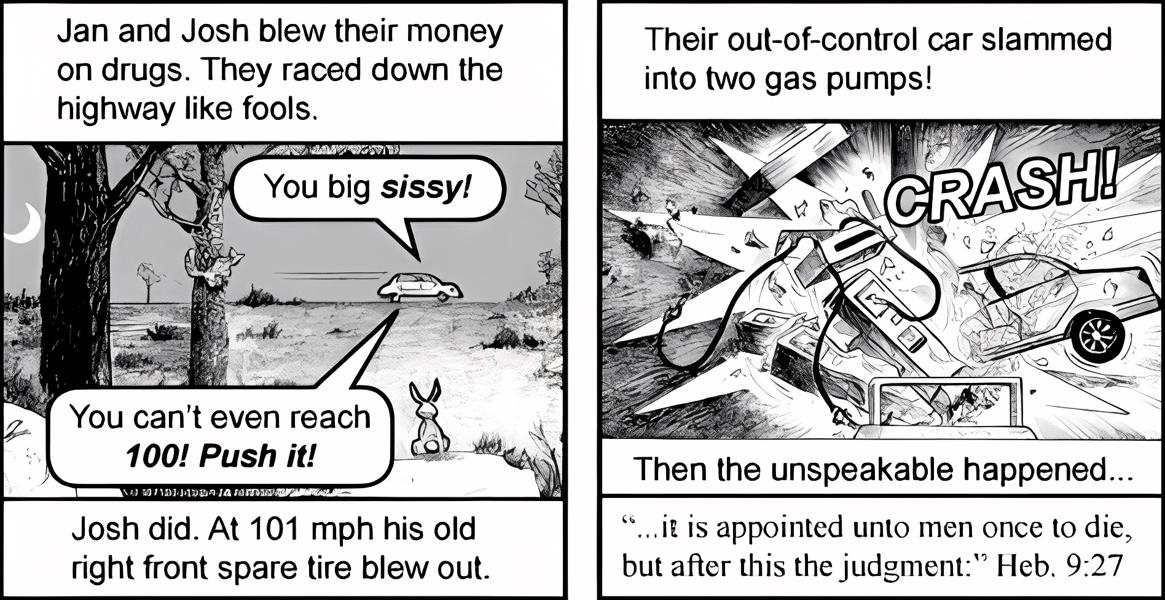 Jan and Josh blew their money
on drugs. They raced down the
highway like fools.
You big sissy!
You can't even reach
100! Push it!
Josh did. At 101 mph his old
right front spare tire blew out.
Their out-of-control car slammed
into two gas pumps!
CRASH!
Then the unspeakable happened...
“...it is appointed unto men once to die,
but after this the judgment:” Heb. 9:27